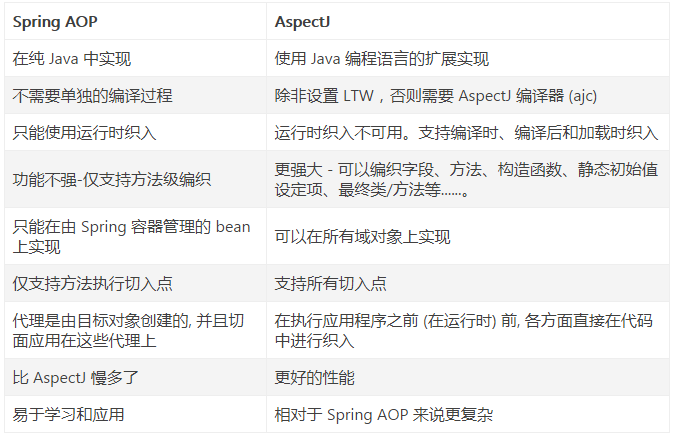 Spring AOP
AspectJ
在纯 Java 中实现
使用 Java 编程语言的扩展实现
不需要单独的编译过程
除非设置 LTW，否则需要 AspectJ 编译器 (ajc)
只能使用运行时织入
运行时织入不可用。支持编译时、编译后和加载时织入
功能不强-仅支持方法级编织
更强大 - 可以编织字段、方法、构造函数、静态初始值
设定项、最终类/方法等......。
只能在由 Spring 容器管理的 bean
上实现
可以在所有域对象上实现
仅支持方法执行切入点
支持所有切入点
代理是由目标对象创建的, 并且切
面应用在这些代理上
在执行应用程序之前 (在运行时) 前, 各方面直接在代码
中进行织入
比 AspectJ 慢多了
更好的性能
易于学习和应用
相对于 Spring AOP 来说更复杂